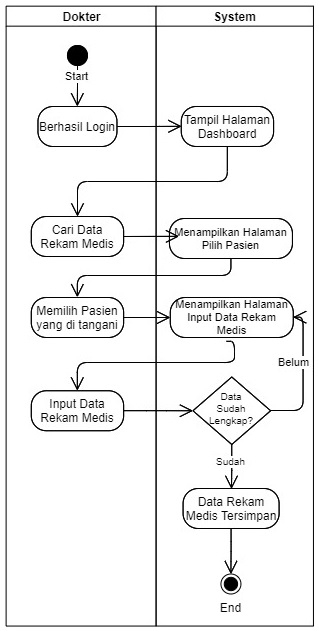 Dokter
System
Start
Berhasil Login
Tampil Halaman
Dashboard
Cari Data
Rekam Medis
Menampilkan Halaman
Pilih Pasien
Memilih Pasien
yang di tangani
Menampilkan Halaman
Input Data Rekam
Medis
Belum
Input Data
Rekam Medis
Data
Sudah
Lengkap?
Sudah
Data Rekam
Medis Tersimpan
End